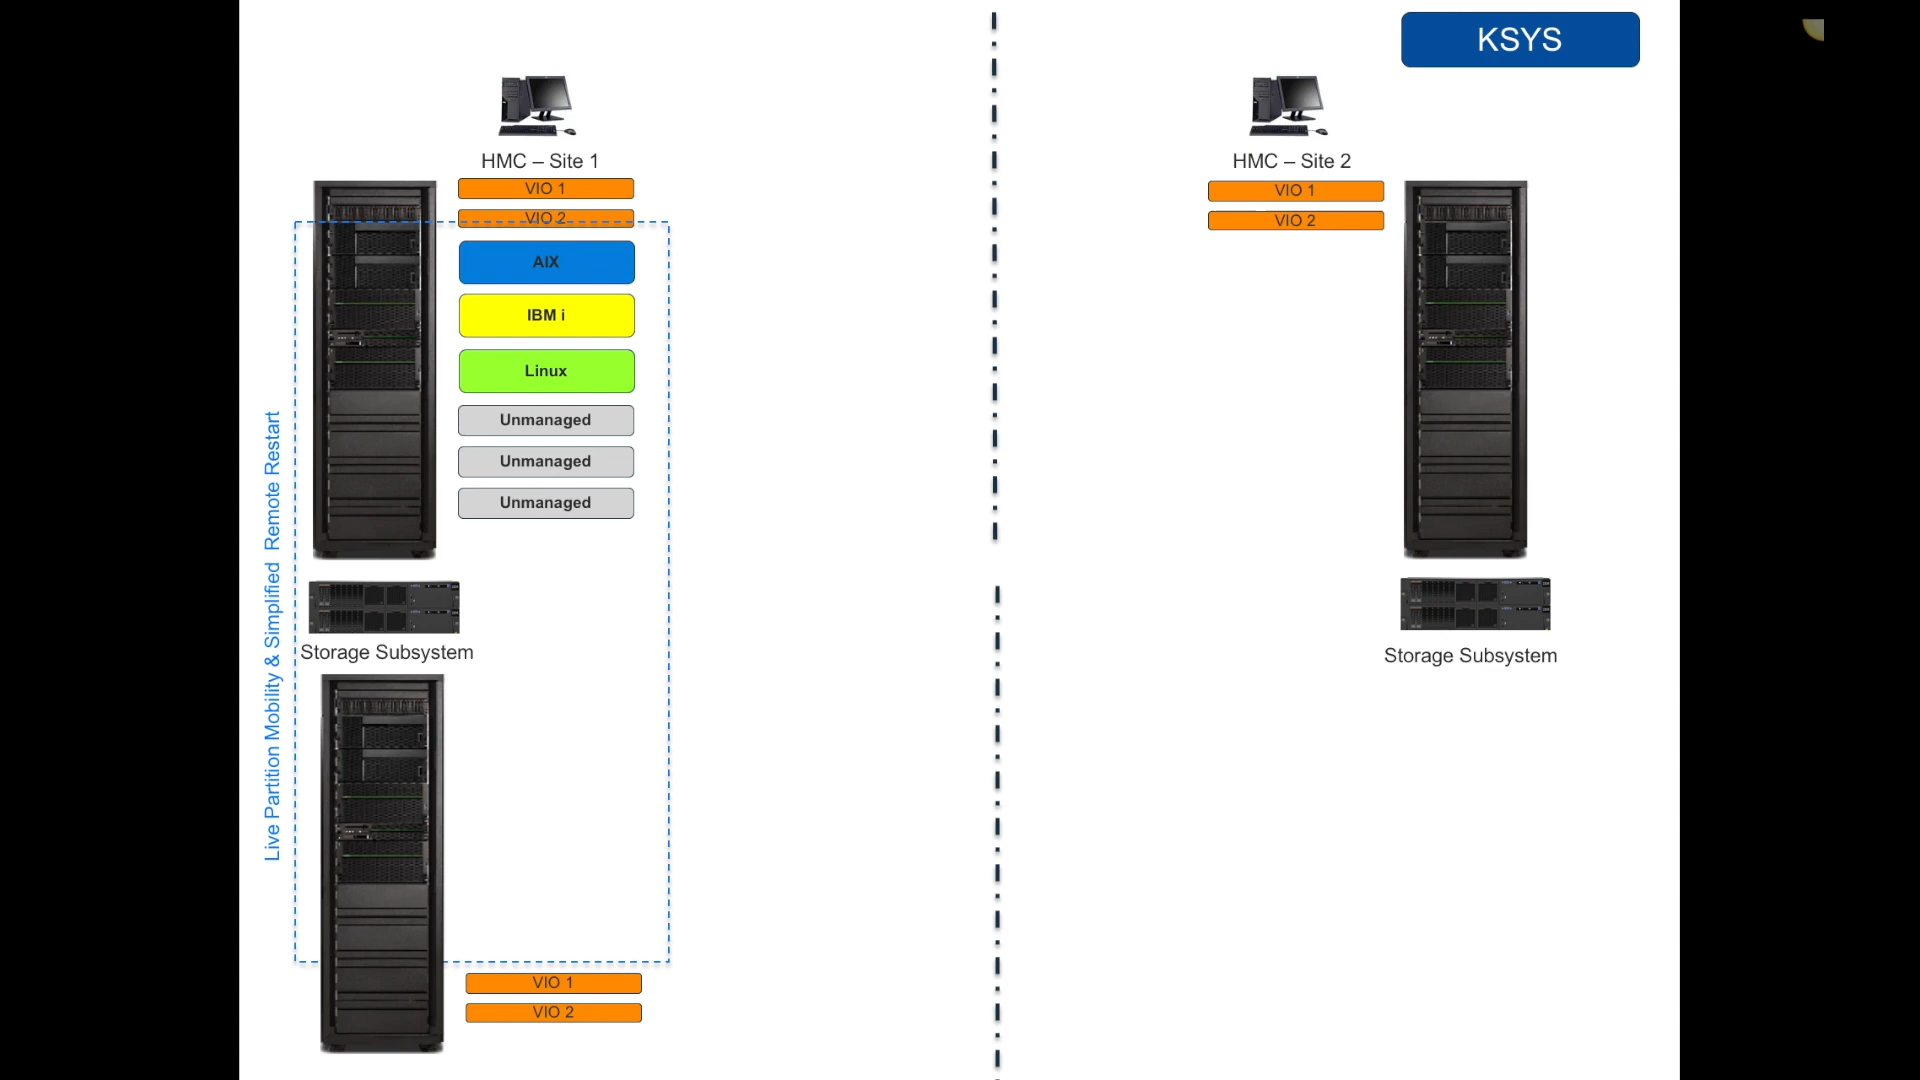 KSYS
HMC – Site 1
VIO 1
VIO 2
AIX
IBM i
Linux
Unmanaged
Unmanaged
Unmanaged
Live Partition Mobility & Simplified Remote Restart
Storage Subsystem
VIO 1
VIO 2
HMC – Site 2
VIO 1
VIO 2
Storage Subsystem